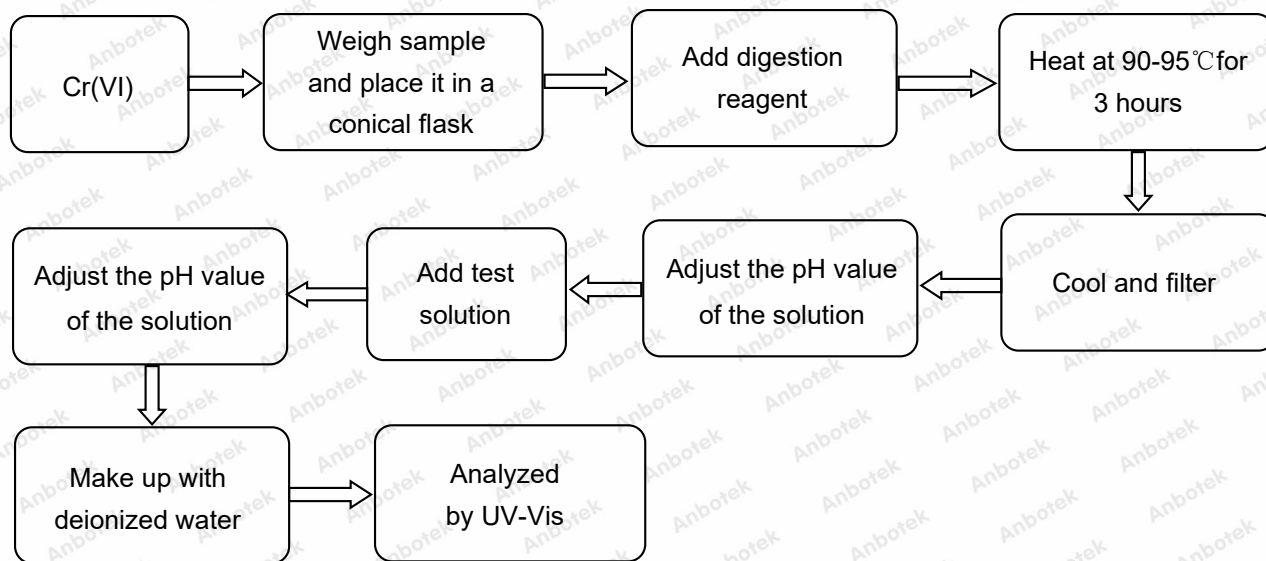 Cr(VI)
Weigh sample
and place it in a
conical flask
Add digestion
reagent
Heat at 90-95℃for
3 hours
Cool and filter
Adjust the pH value
of the solution
Add test
solution
Adjust the pH value
of the solution
Make up with
deionized water
Analyzed
by UV-Vis
Anbotek